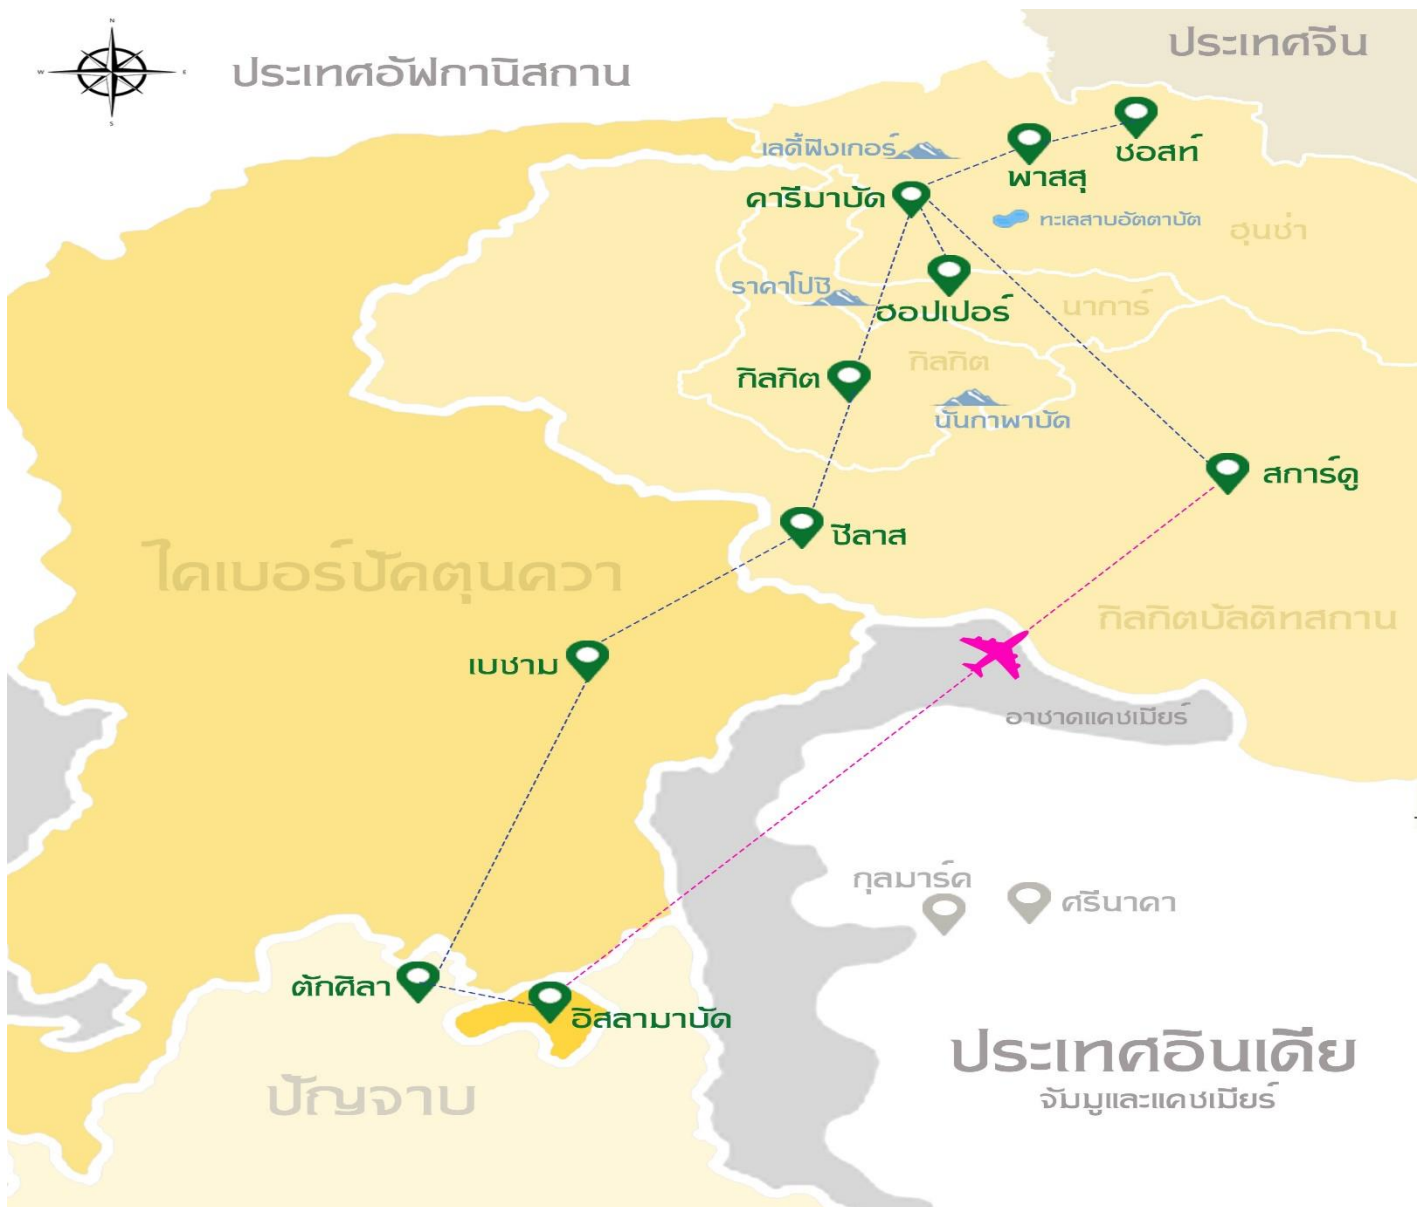 N
W
E
S
ประเทศอัฟกานิสถาน
ประเทศจีน
เลดี้ฟิงเกอร์
พาสสุ
ซอสท์
คารีมาบัด
ทะเลสาบอัตตาบัต
ฮุนซ่า
ราคาโปชิ
ฮอปเปอร์
นาการ์
กิลกิต
กิลกิต
นันกาพาบัด
สการ์ดู
ชีลาส
ไคเบอร์ปัคตุนควา
กิลกิตบัลติทสถาน
เบชาม
อาซาดแคชเมียร์
กุลมาร์ค
ศรีนาคา
ตักศิลา
อิสลามาบัด
ประเทศอินเดีย
จัมมูและแคชเมียร์
ปัญจาบ